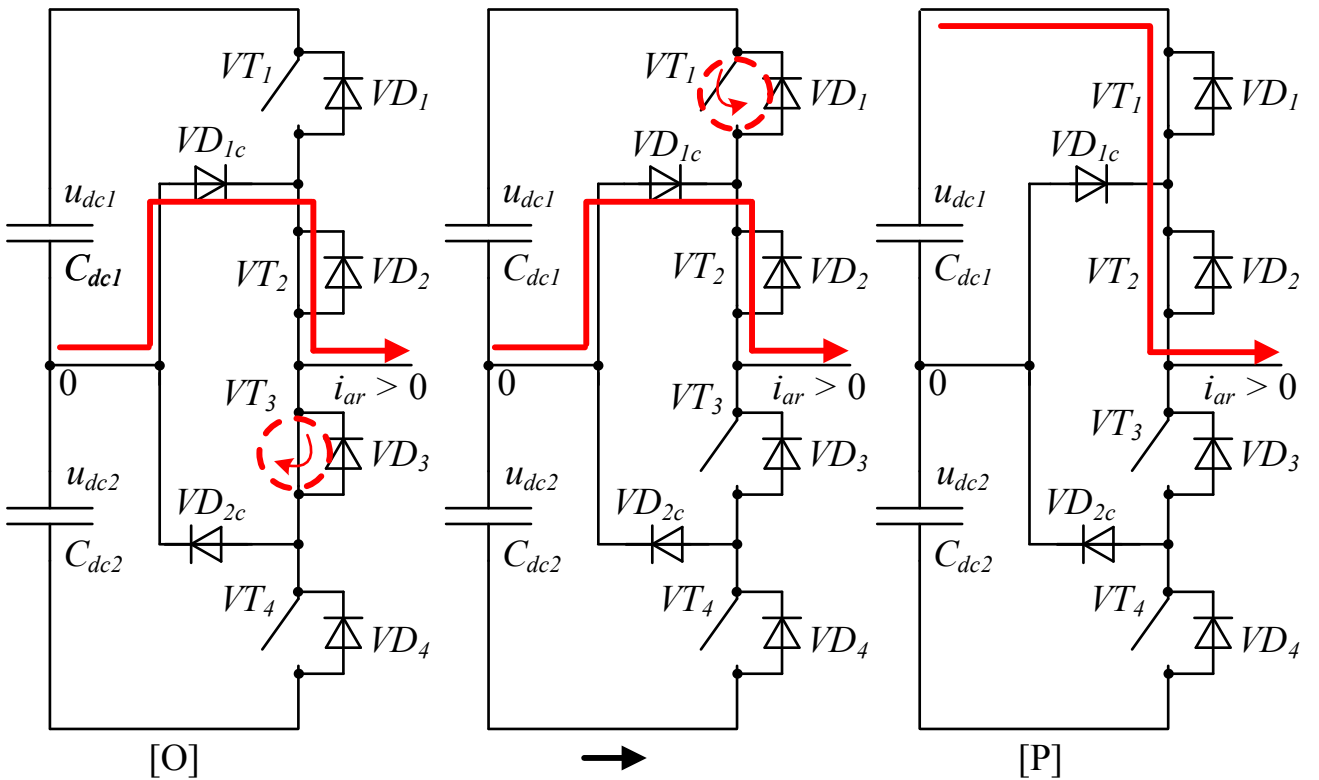 VT1
VD1
VD1c
udc1
Cdc1
VT2
VD2
0
VT3
iar > 0
VD3
udc2
VD2c
Cdc2
VT4
VD4
[O]
VT1
VD1
VD1c
udc1
Cdc1
VT2
VD2
0
VT3
iar > 0
VD3
udc2
VD2c
Cdc2
VT4
VD4
VT1
VD1
VD1c
udc1
Cdc1
VT2
VD2
0
iar > 0
VT3
VD3
udc2
VD2c
Cdc2
VT4
VD4
[P]